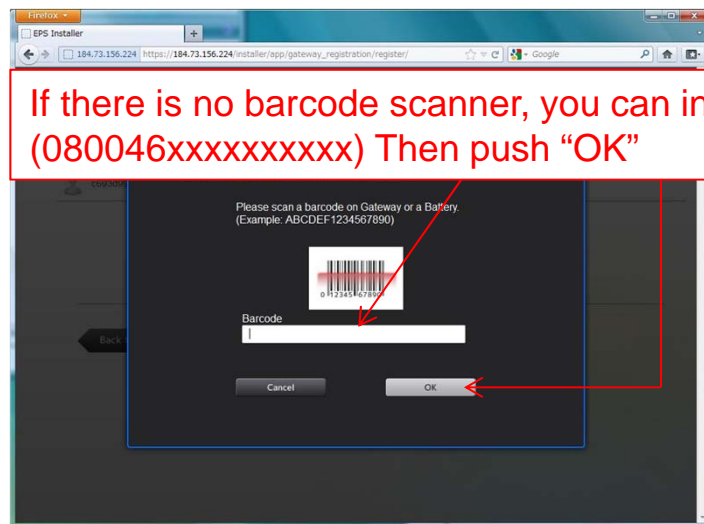 Firefox
EPS Installer
+
184.73.156.224 https://184.73.156.224/installer/app/gateway_registration/register/
Google
If there is no barcode scanner, you can in
(080046xxxxxxxxxx) Then push “OK”
Please scan a barcode on Gateway or a Battery.
(Example: ABCDEF1234567890)
0 12345 67890
Barcode
Back
Cancel
OK